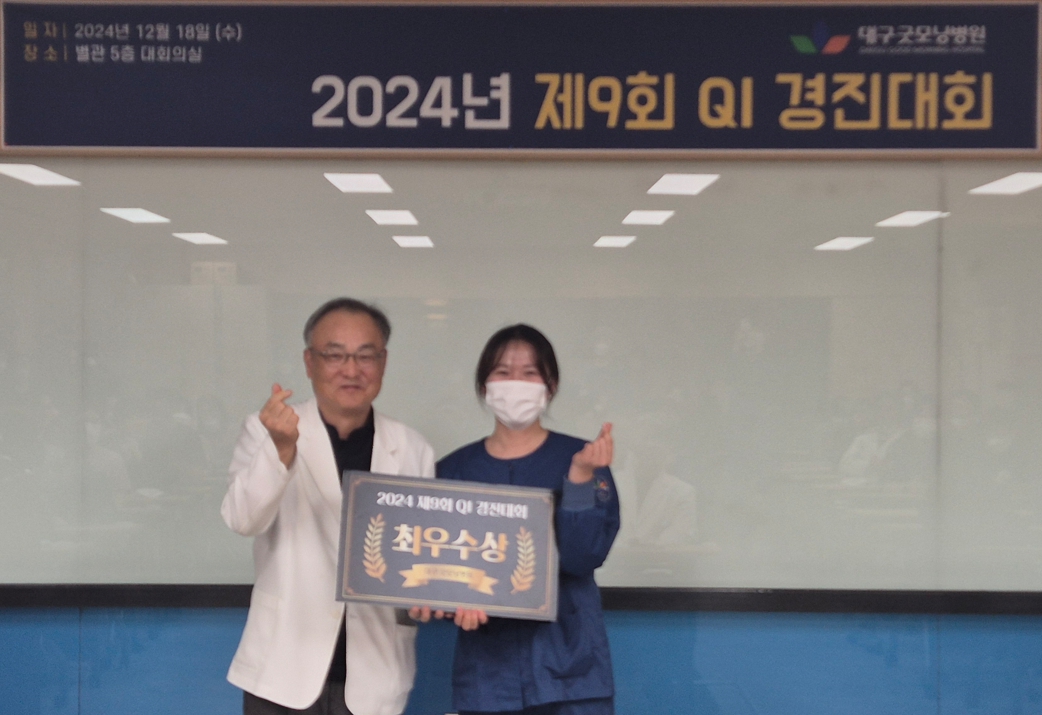 일 자 | 2024년 12월 18일 (수)
장 소 | 별관 5층 대회의실
대구굿모닝병원
2024년 제9회 QI 경진대회
2024 제9회 QI 경진대회
최우수상